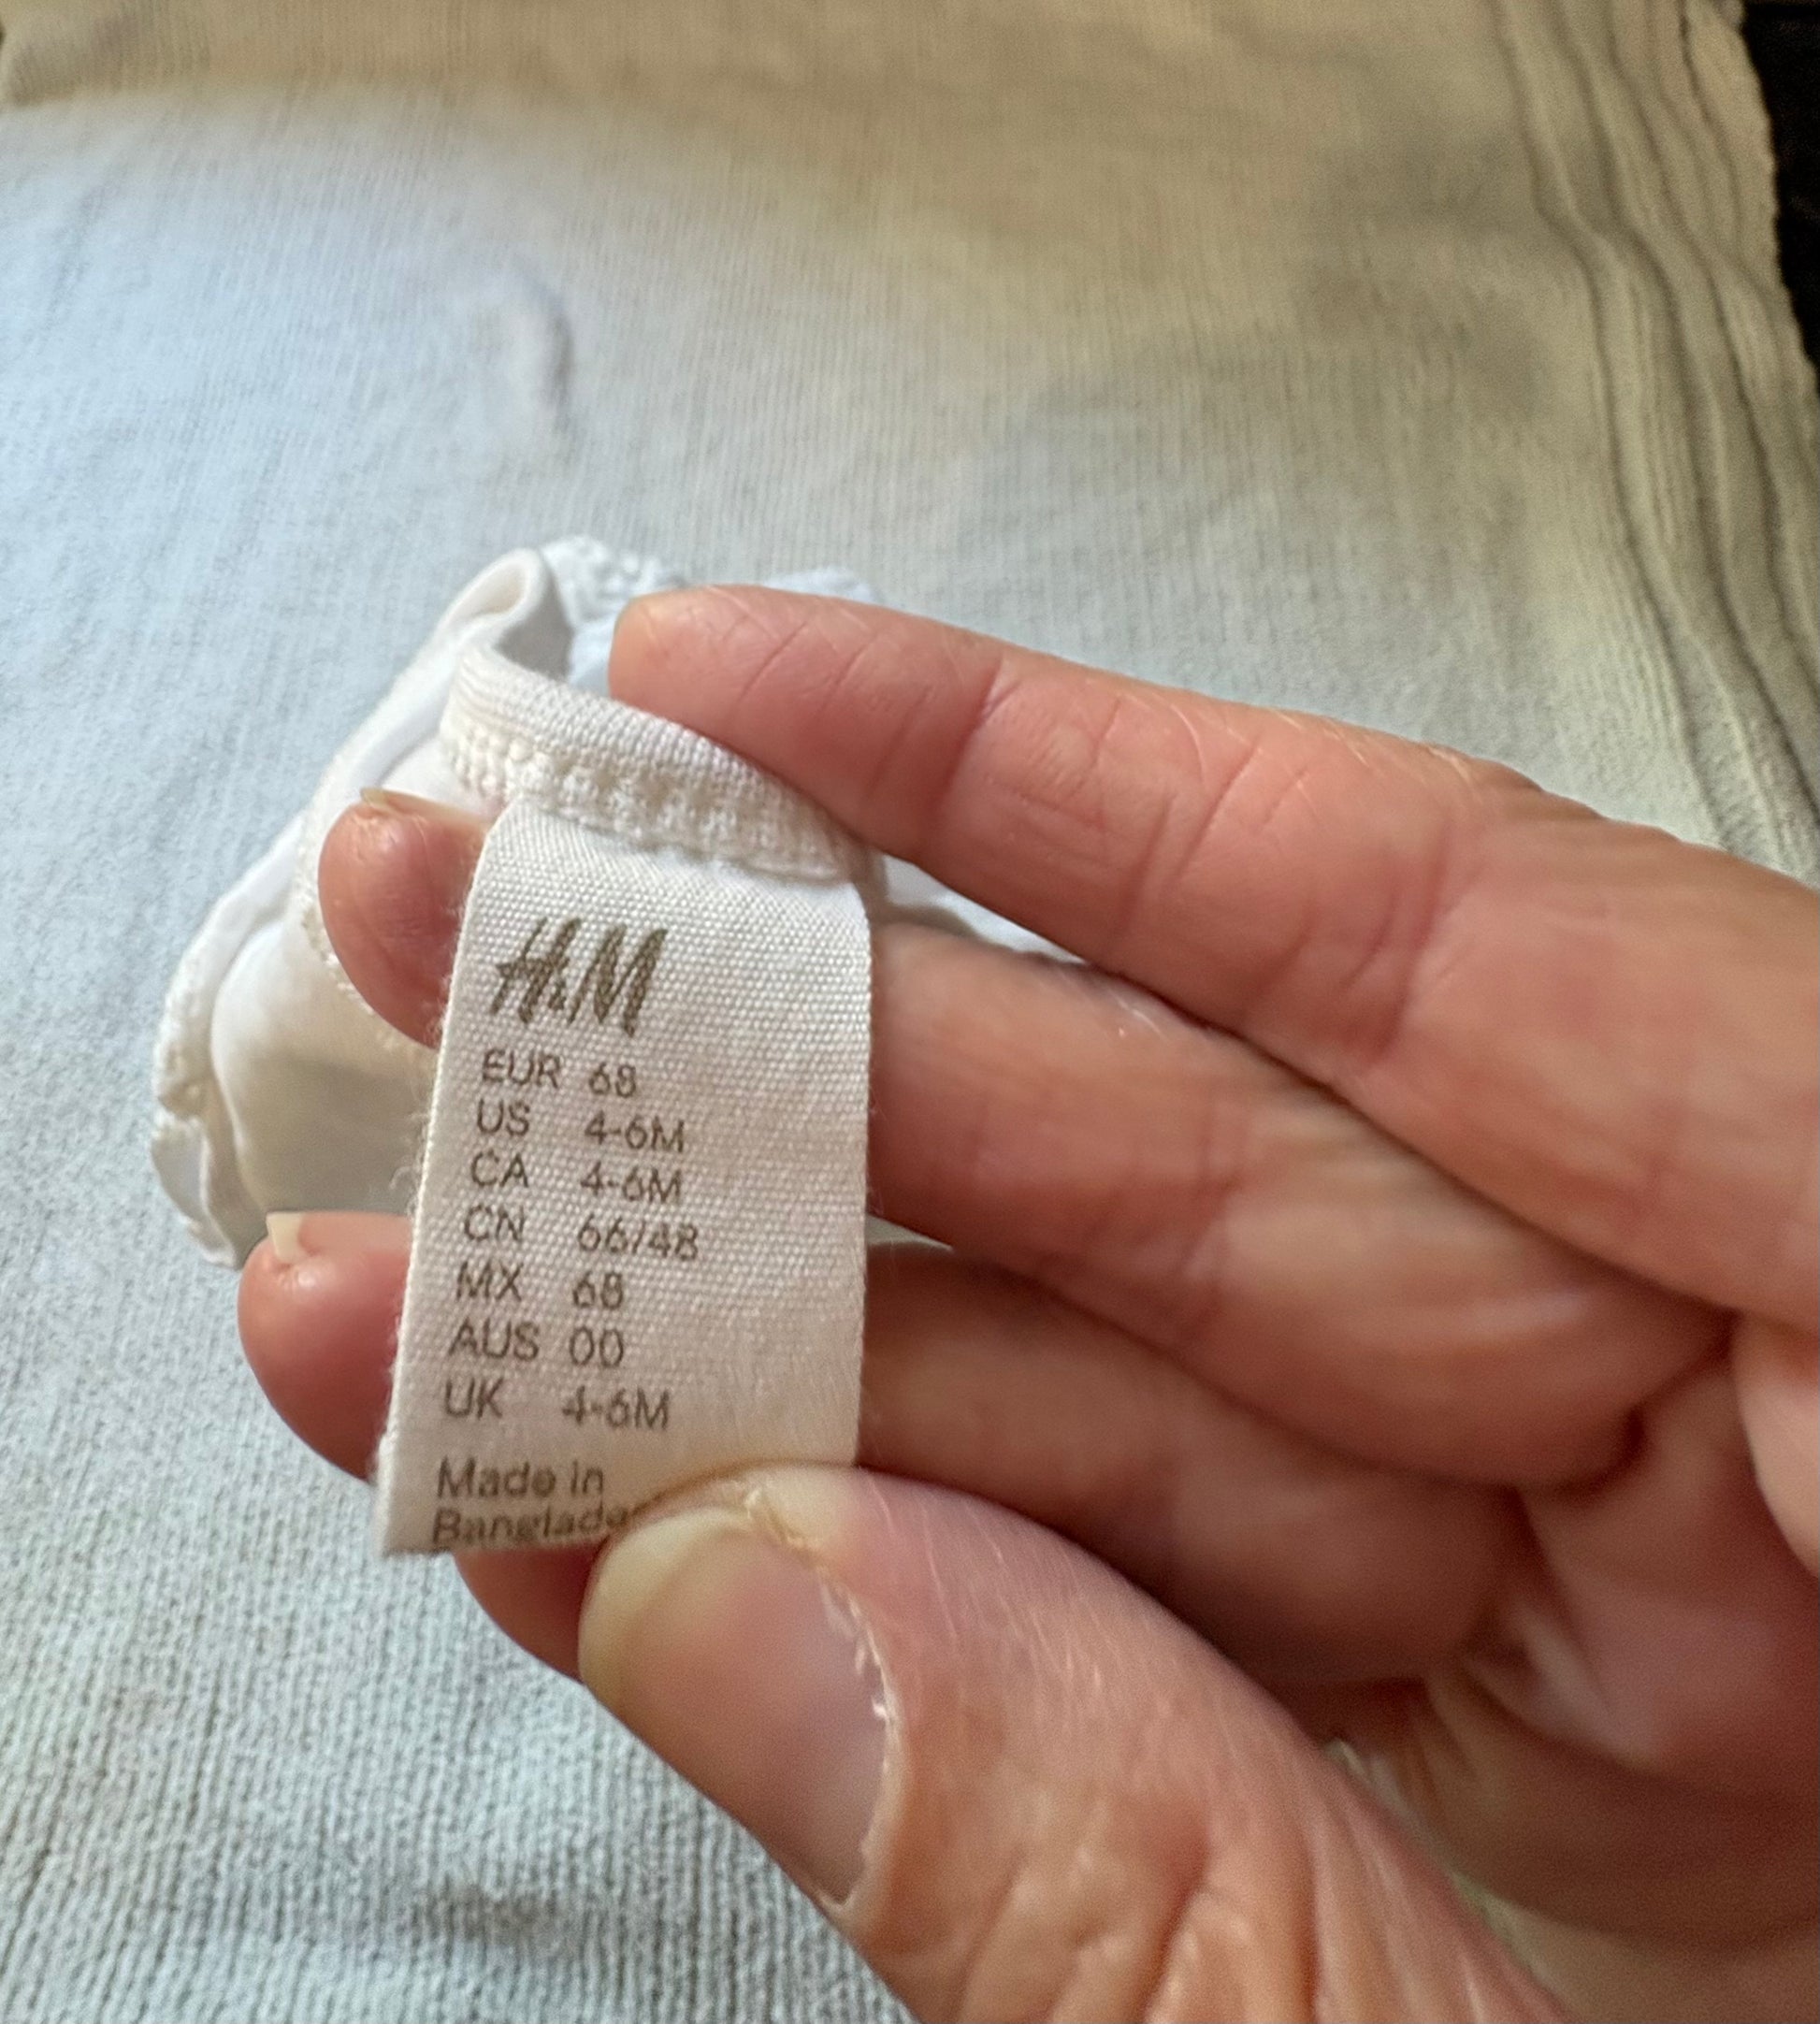 H&M
EUR 68
US 4-6M
CA 4-6M
CN 66/48
MX 68
AUS 00
UK 4-6M
Made in